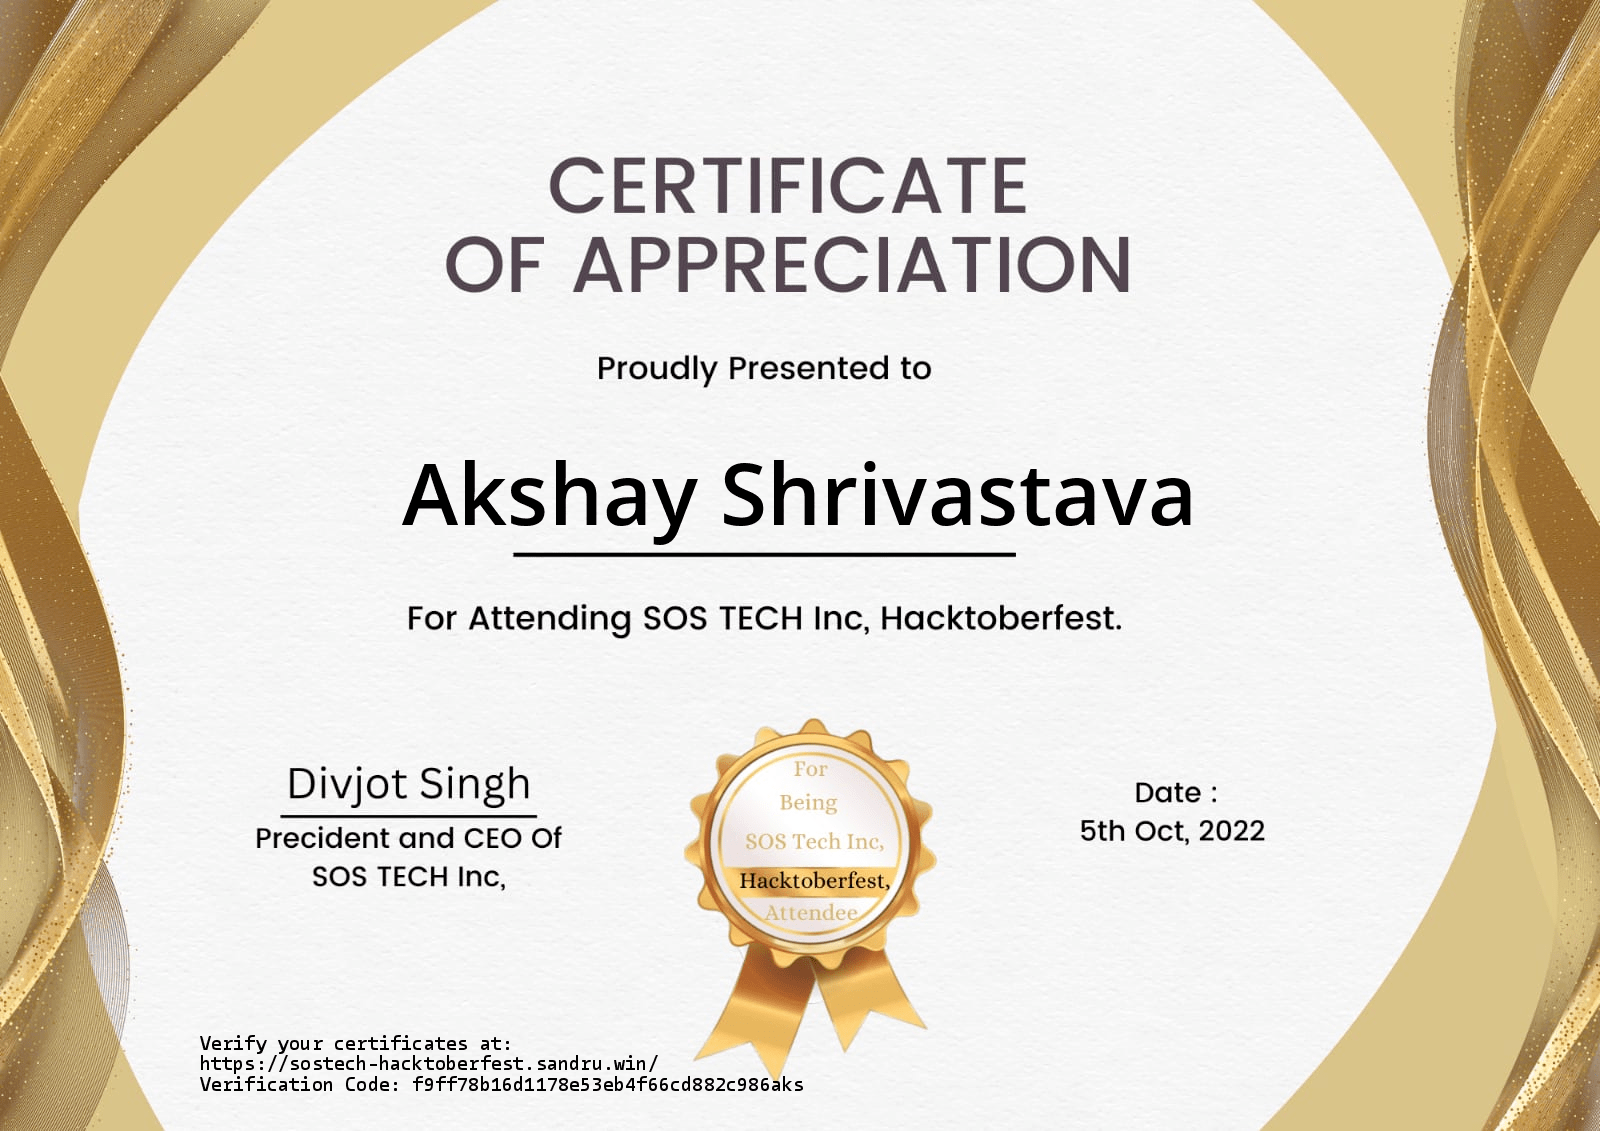 CERTIFICATE
OF APPRECIATION
Proudly Presented to
Akshay Shrivastava
For Attending SOS TECH Inc, Hacktoberfest.
Divjot Singh
Precident and CEO Of
SOS TECH Inc,
For
Being
SOS Tech Inc,
Hacktoberfest,
Attendee
Date :
5th Oct, 2022
Verify your certificates at:
https://sostech-hacktoberfest.sandru.win/
Verification Code: f9ff78b16d1178e53eb4f66cd882c986aks